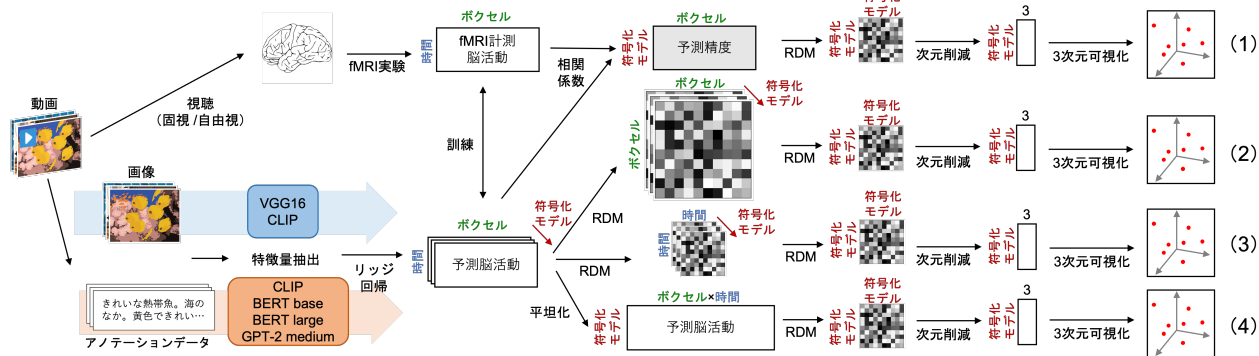 動画
視聴
(固視 /自由視)
fMRI実験
時間
ボクセル
fMRI計測
脳活動
訓練
相関
係数
画像
VGG16
CLIP
特徴量抽出
きれいな熱帯魚。海の
なか。黄色できれい…
アノテーションデータ
CLIP
BERT base
BERT large
GPT-2 medium
リッジ
回帰
時間
ボクセル
符号化
モデル
予測脳活動
RDM
RDM
平坦化
ボクセル
符号化
モデル
予測精度
RDM
符号化
モデル
符号化
モデル
次元削減
3
符号化
モデル
3次元可視化
(1)
ボクセル
符号化
モデル
ボクセル
RDM
符号化
モデル
符号化
モデル
次元削減
3
符号化
モデル
3次元可視化
(2)
時間
符号化
モデル
時間
RDM
符号化
モデル
符号化
モデル
次元削減
3
符号化
モデル
3次元可視化
(3)
ボクセル×時間
符号化
モデル
予測脳活動
RDM
符号化
モデル
符号化
モデル
次元削減
3
符号化
モデル
3次元可視化
(4)